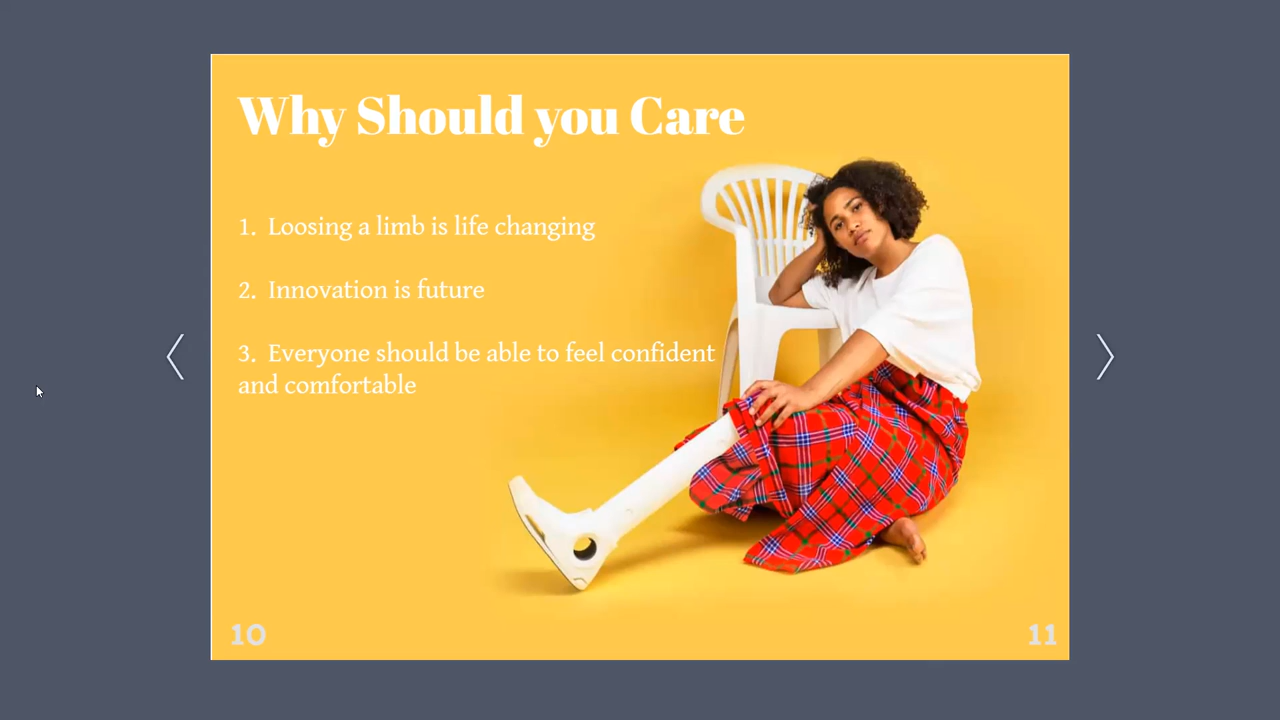 Why Should you Care
1. Loosing a limb is life changing
2. Innovation is future
3. Everyone should be able to feel confident
and comfortable
10
11